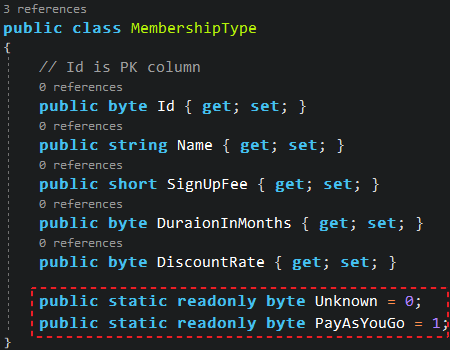 3 references
public class MembershipType
{
// Id is PK column
0 references
public byte Id { get; set; }
0 references
public string Name { get; set; }
0 references
public short SignUpFee { get; set; }
0 references
public byte DuraionInMonths { get; set; }
0 references
public byte DiscountRate { get; set; }
public static readonly byte Unknown = 0;
public static readonly byte PayAsYouGo = 1;
}